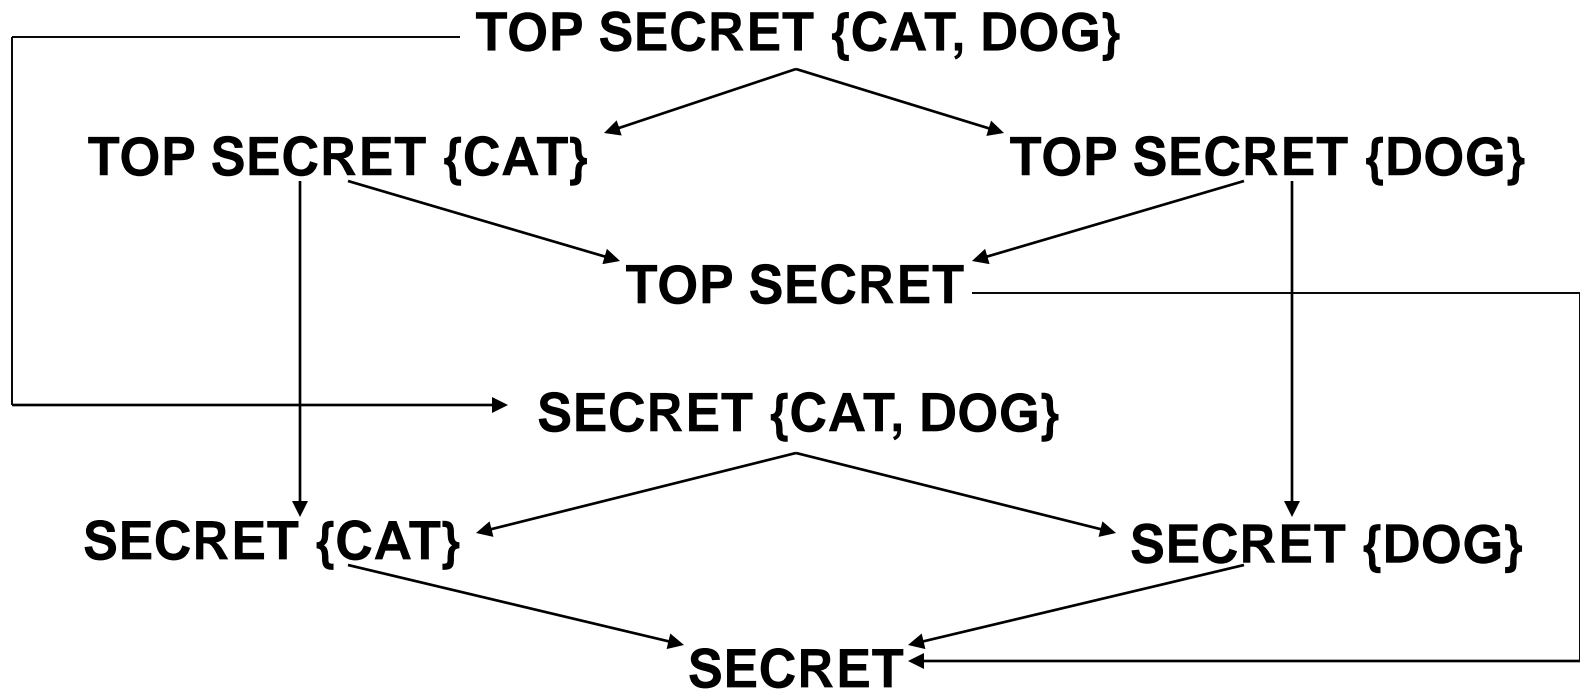 TOP SECRET {CAT, DOG}
TOP SECRET {CAT}
TOP SECRET {DOG}
TOP SECRET
SECRET {CAT, DOG}
SECRET {CAT}
SECRET {DOG}
SECRET